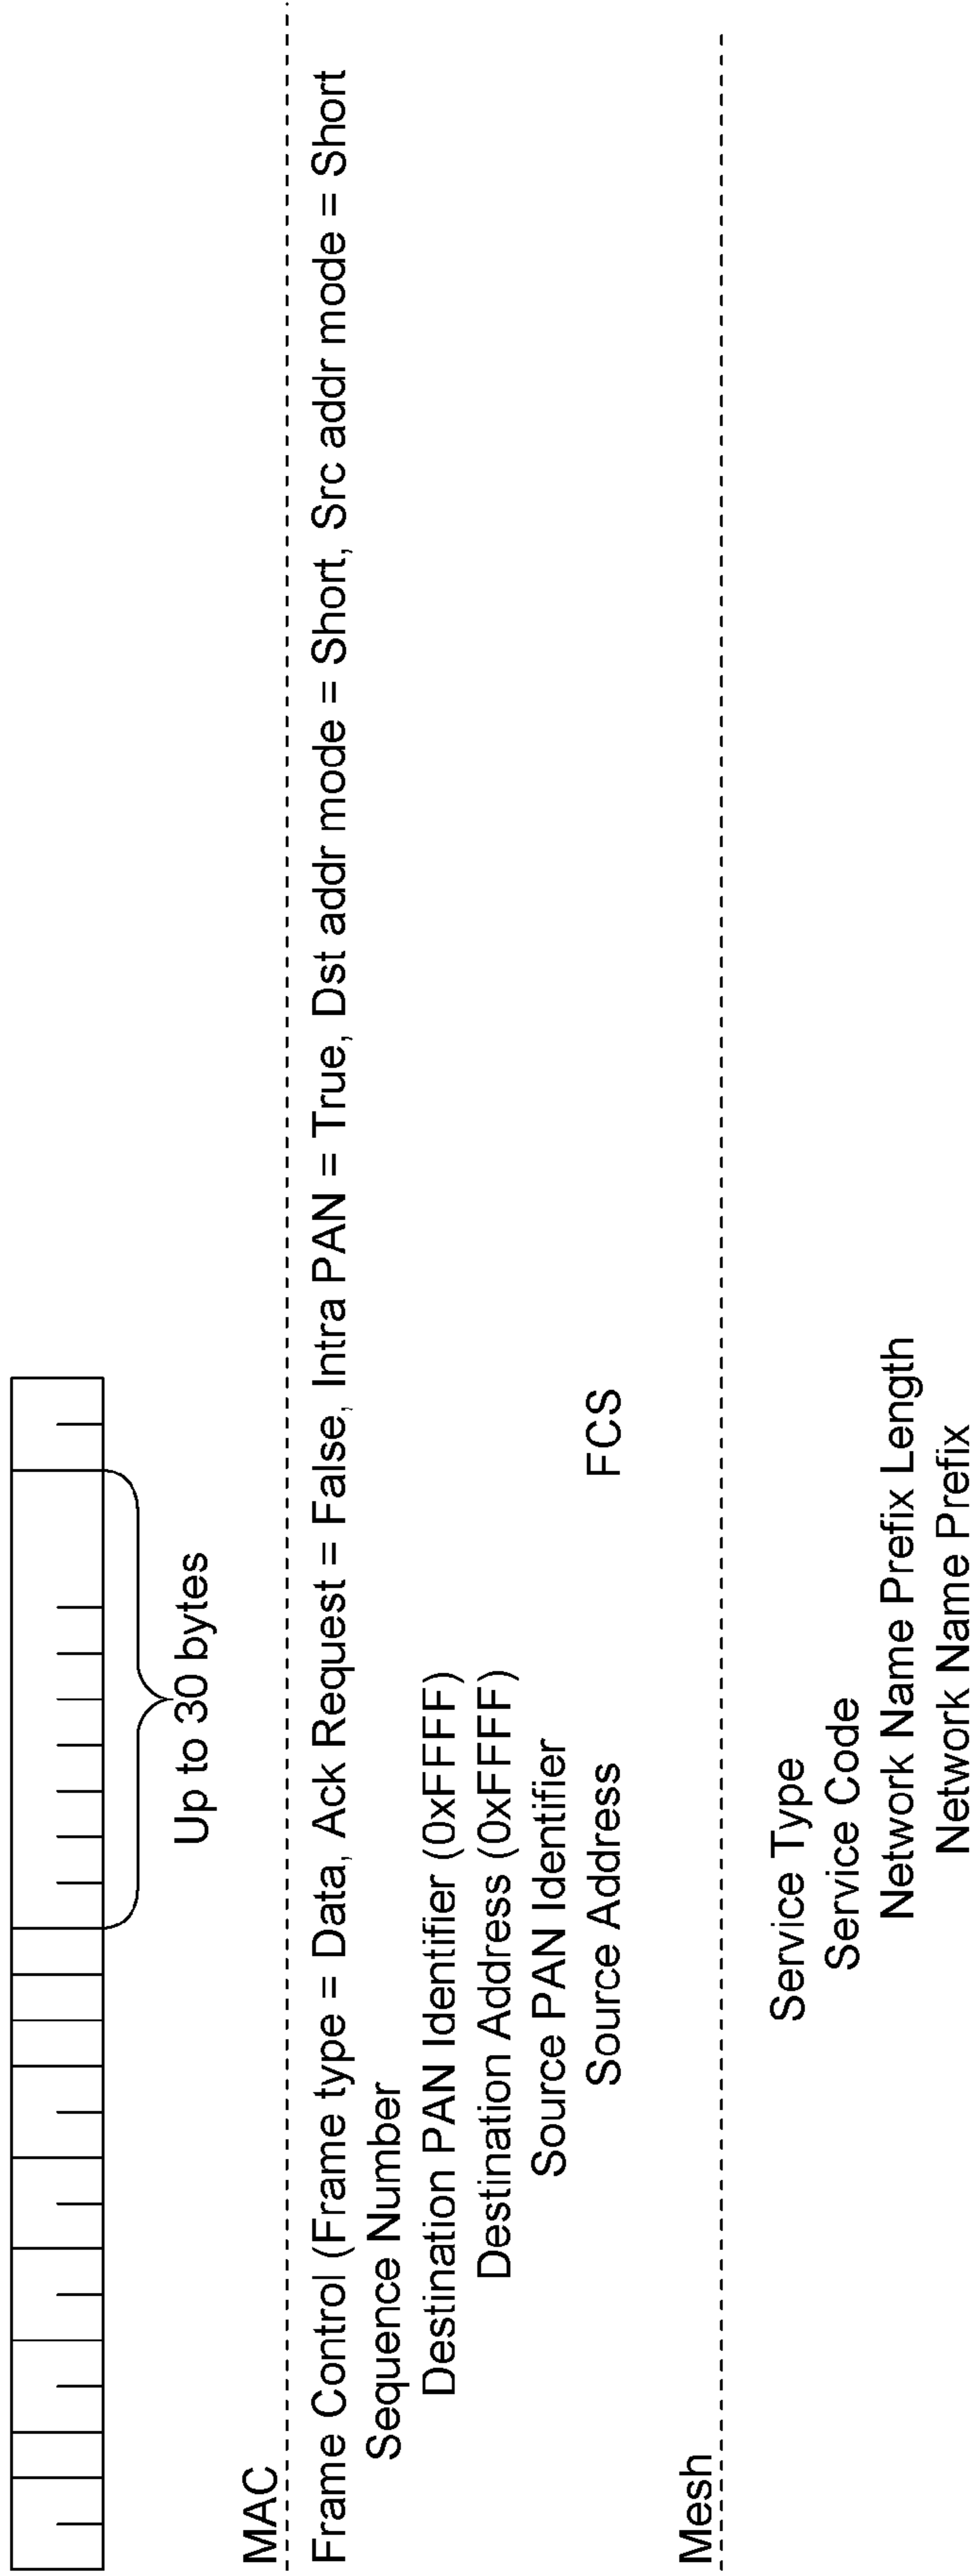 Up to 30 bytes
MAC
Frame Control (Frame type = Data, Ack Request = False, Intra PAN = True, Dst addr mode = Short, Src addr mode = Short
Sequence Number
Destination PAN Identifier (0xFFFF)
Destination Address (0xFFFF)
Source PAN Identifier
Source Address FCS
Mesh
Service Type
Service Code
Network Name Prefix Length
Network Name Prefix